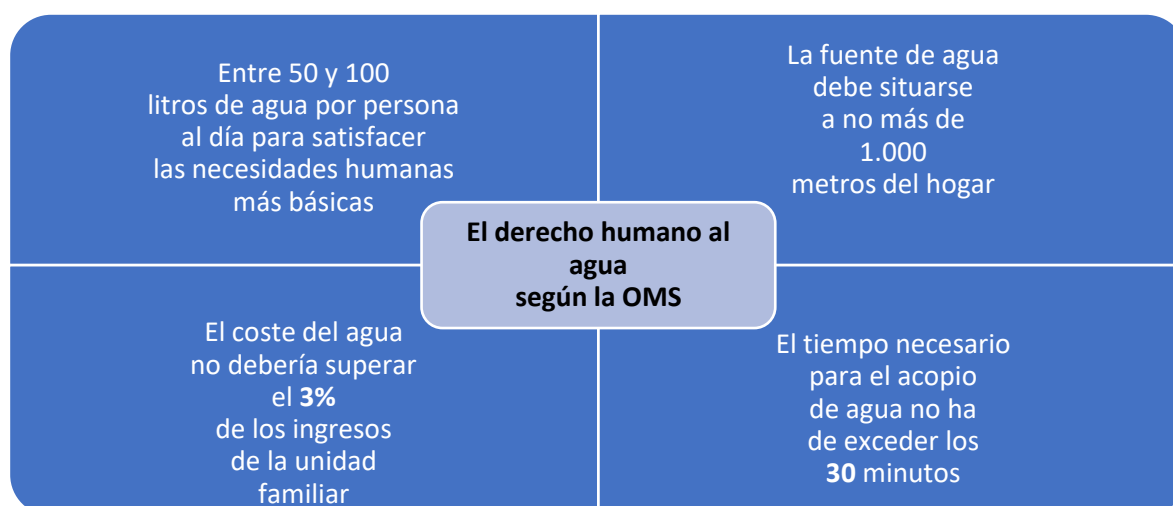 Entre 50 y 100
litros de agua por persona
al día para satisfacer
las necesidades humanas
más básicas
La fuente de agua
debe situarse
a no más de
1.000
metros del hogar
El derecho humano al
agua
según la OMS
El coste del agua
no debería superar
el 3%
de los ingresos
de la unidad
familiar
El tiempo necesario
para el acopio
de agua no ha
de exceder los
30 minutos